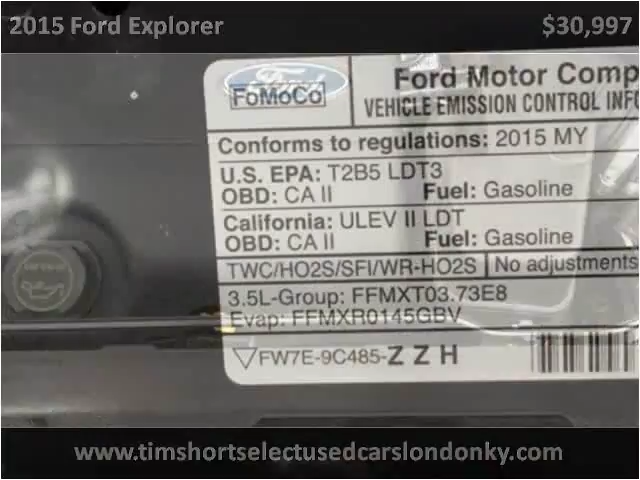 2015 Ford Explorer $30,997
Ford
FoMoCo
Ford Motor Comp
VEHICLE EMISSION CONTROL INFO
Conforms to regulations: 2015 MY
U.S. EPA: T2B5 LDT3
OBD: CA II Fuel: Gasoline
California: ULEV II LDT
OBD: CA II Fuel: Gasoline
TWC/HO2S/SFI/WR-HO2S No adjustments
3.5L-Group: FFMXT03.73E8
Evap: FFMXR0145GBV
FW7E-9C485-ZZH
www.timshortselectusedcarslondonky.com